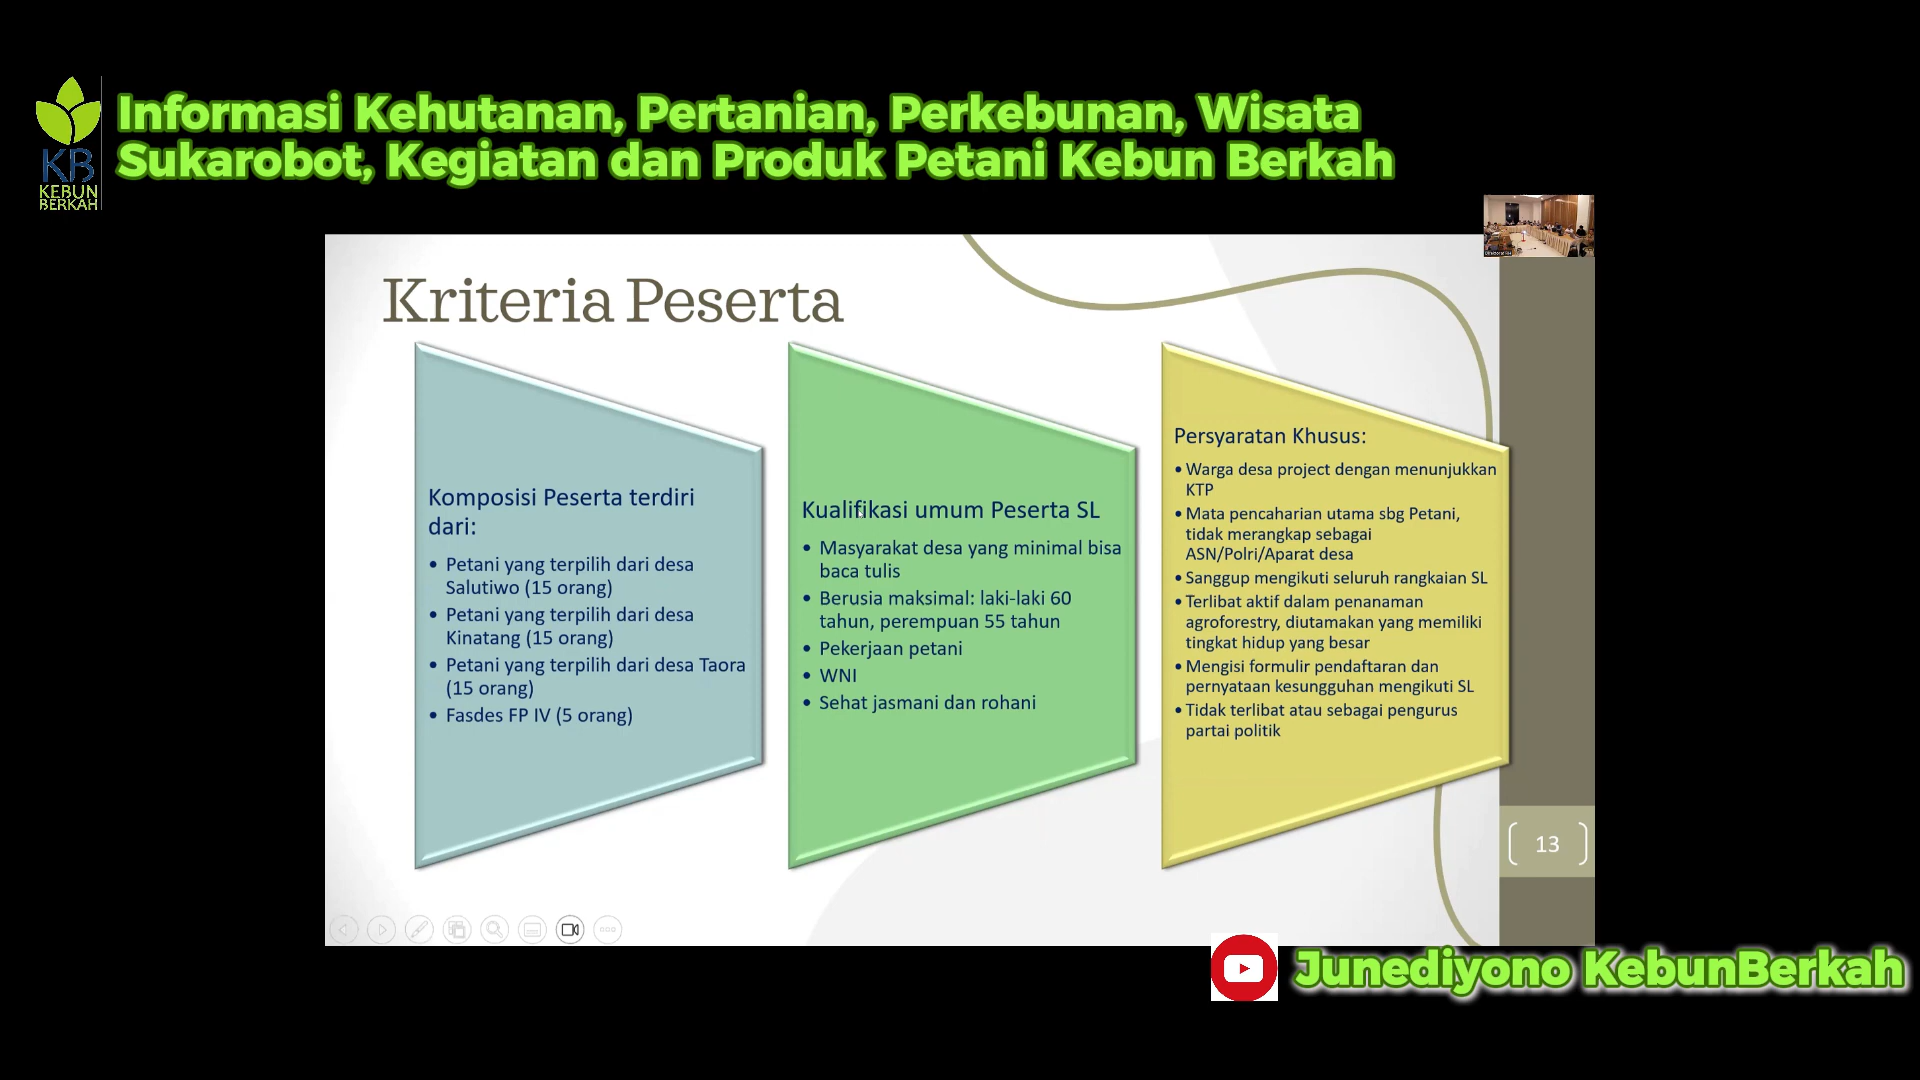 Informasi Kehutanan, Pertanian, Perkebunan, Wisata
Sukarobot, Kegiatan dan Produk Petani Kebun Berkah
KB
KEBUN
BERKAH
Kriteria Peserta
Komposisi Peserta terdiri
dari:
• Petani yang terpilih dari desa
Salutiwo (15 orang)
• Petani yang terpilih dari desa
Kinatang (15 orang)
• Petani yang terpilih dari desa Taora
(15 orang)
• Fasdes FP IV (5 orang)
Kualifikasi umum Peserta SL
• Masyarakat desa yang minimal bisa
baca tulis
• Berusia maksimal: laki-laki 60
tahun, perempuan 55 tahun
• Pekerjaan petani
• WNI
• Sehat jasmani dan rohani
Persyaratan Khusus:
• Warga desa project dengan menunjukkan
KTP
• Mata pencaharian utama sbg Petani,
tidak merangkap sebagai
ASN/Polri/Aparat desa
• Sanggup mengikuti seluruh rangkaian SL
• Terlibat aktif dalam penanaman
agroforestry, diutamakan yang memiliki
tingkat hidup yang besar
• Mengisi formulir pendaftaran dan
pernyataan kesungguhan mengikuti SL
• Tidak terlibat atau sebagai pengurus
partai politik
13
Junediyono KebunBerkah